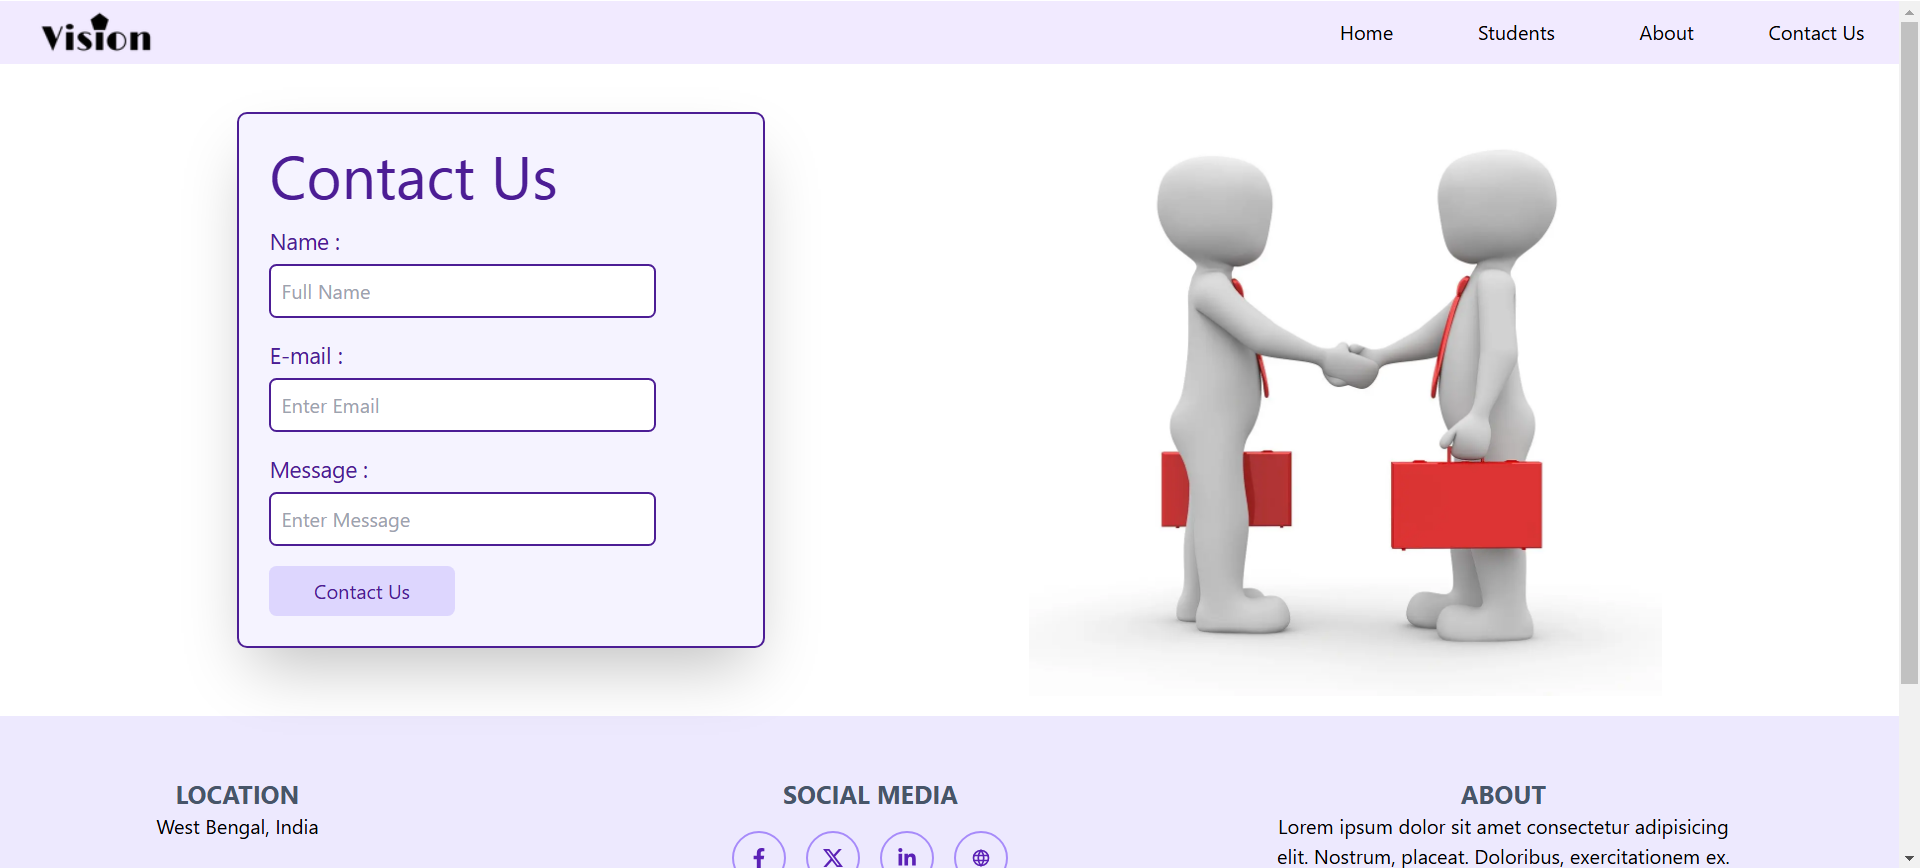 Vision
Home
Students
About
Contact Us
Contact Us
Name :
Full Name
E-mail :
Enter Email
Message :
Enter Message
Contact Us
LOCATION
West Bengal, India
SOCIAL MEDIA
ABOUT
Lorem ipsum dolor sit amet consectetur adipisicing
elit. Nostrum, placeat. Doloribus, exercitationem ex.